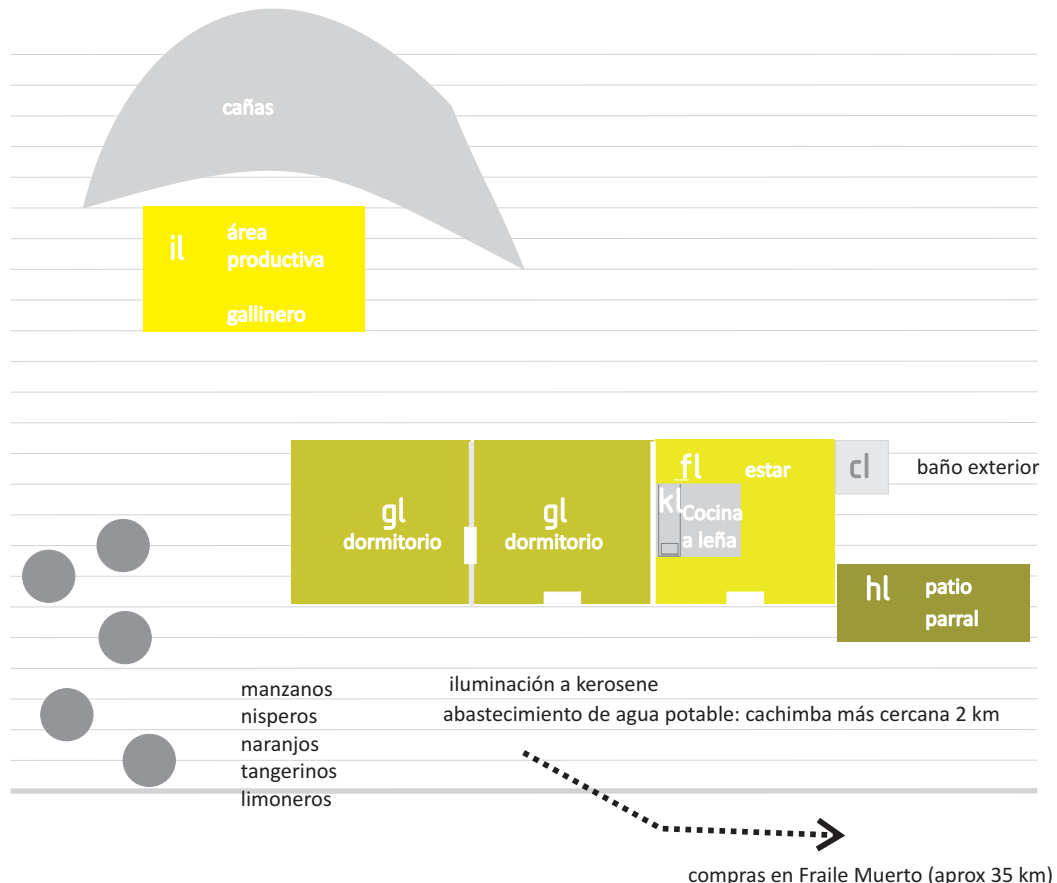 cañas
il
área
productiva
gallinero
fl
estar
cl
baño exterior
kl
Cocina
a leña
gl
dormitorio
gl
dormitorio
hl
patio
parral
manzanos
nisperos
naranjos
tangerinos
limoneros
iluminación a kerosene
abastecimiento de agua potable: cachimba más cercana 2 km
compras en Fraile Muerto (aprox 35 km)